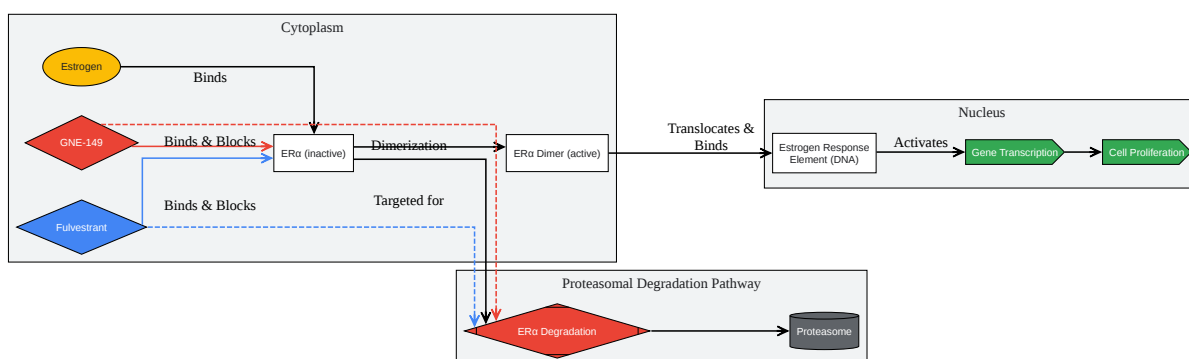 Cytoplasm
Estrogen
Binds
GNE-149
Binds & Blocks
ERα (inactive)
Dimerization
ERα Dimer (active)
Translocates &
Binds
Nucleus
Estrogen Response
Element (DNA)
Activates
Gene Transcription
Cell Proliferation
Fulvestrant
Binds & Blocks
Targeted for
Proteasomal Degradation Pathway
ERα Degradation
Proteasome